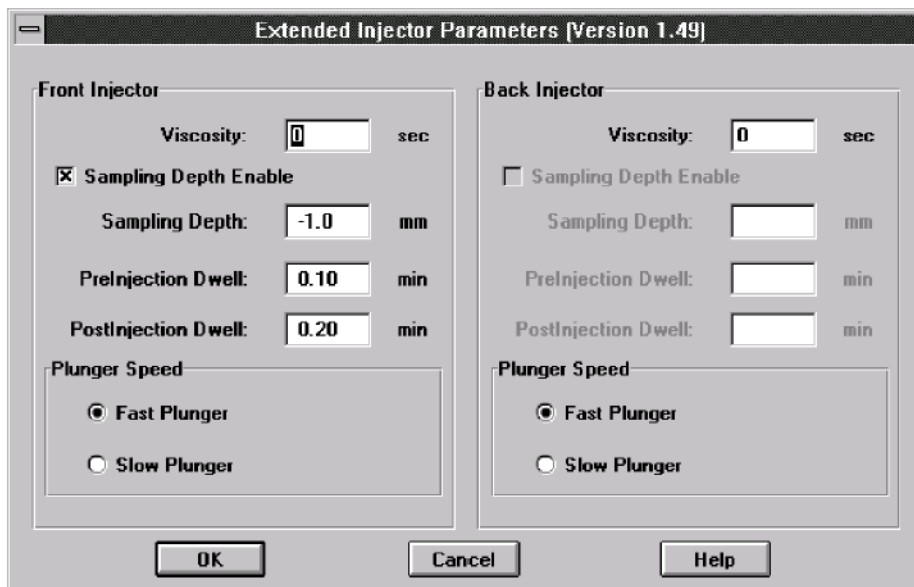 Extended Injector Parameters (Version 1.49)
Front Injector
Viscosity: 0 sec
Sampling Depth Enable
Sampling Depth: -1.0 mm
PreInjection Dwell: 0.10 min
PostInjection Dwell: 0.20 min
Plunger Speed
Fast Plunger
Slow Plunger
Back Injector
Viscosity: 0 sec
Sampling Depth Enable
Sampling Depth: mm
PreInjection Dwell: min
PostInjection Dwell: min
Plunger Speed
Fast Plunger
Slow Plunger
OK Cancel Help